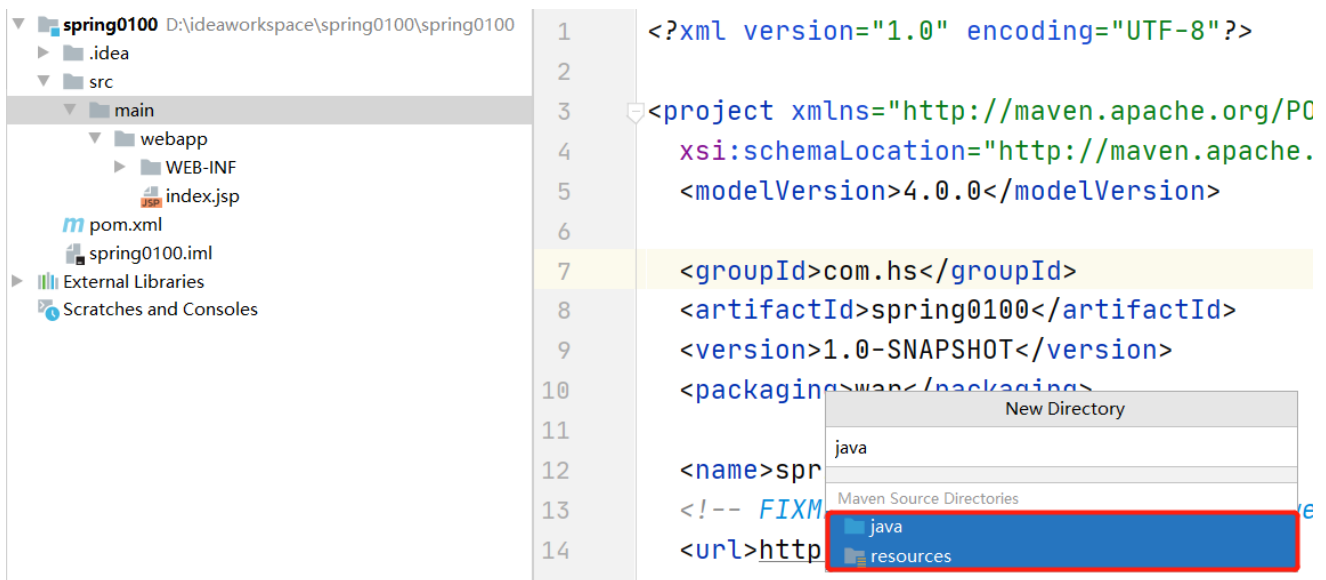 spring0100 D:\ideaworkspace\spring0100\spring0100
.idea
src
main
webapp
WEB-INF
index.jsp
pom.xml
spring0100.iml
External Libraries
Scratches and Consoles
1 <?xml version="1.0" encoding="UTF-8"?>
2
3 <project xmlns="http://maven.apache.org/PO
4 xsi:schemaLocation="http://maven.apache.
5 <modelVersion>4.0.0</modelVersion>
6
7 <groupId>com.hs</groupId>
8 <artifactId>spring0100</artifactId>
9 <version>1.0-SNAPSHOT</version>
10 <packaging>war</packaging>
11
12 <name>spr
13 <!-- FIXM
14 <url>http
New Directory
java
Maven Source Directories
java
resources